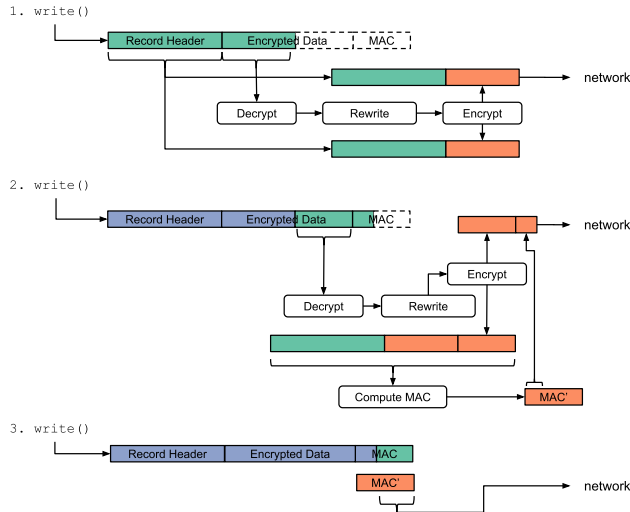 1. write()
Record Header Encrypted Data MAC
network
Decrypt Rewrite Encrypt
2. write()
Record Header Encrypted Data MAC
network
Encrypt
Decrypt Rewrite
Compute MAC MAC'
3. write()
Record Header Encrypted Data MAC
MAC'
network